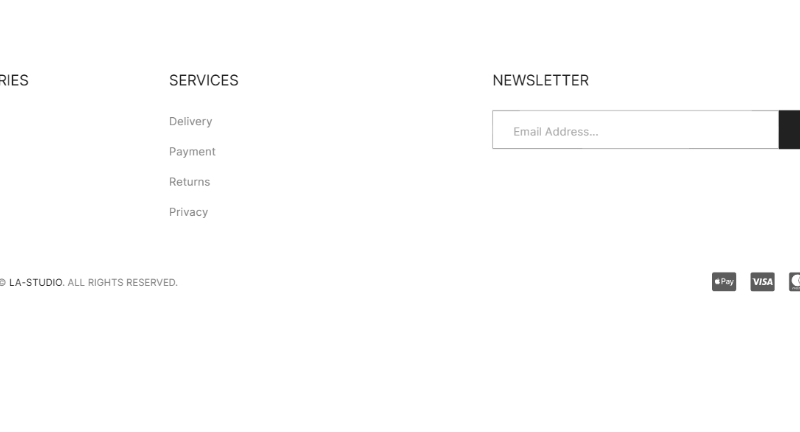 RIES
SERVICES
Delivery
Payment
Returns
Privacy
NEWSLETTER
Email Address...
© LA-STUDIO. ALL RIGHTS RESERVED.
Pay
VISA